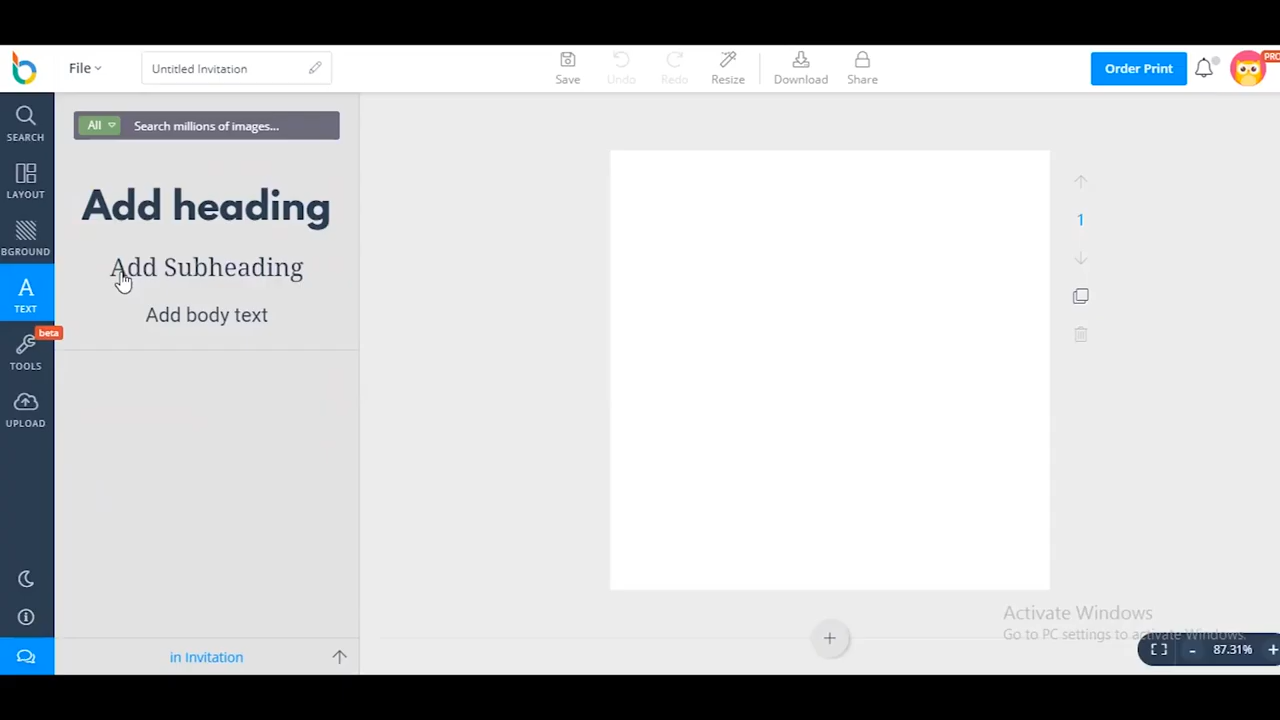 File
Untitled Invitation
Save
Undo
Redo
Resize
Download
Share
Order Print
PRO
SEARCH
LAYOUT
BGROUND
TEXT
beta
TOOLS
UPLOAD
All
Search millions of images...
Add heading
Add Subheading
Add body text
in Invitation
1
Activate Windows
Go to PC settings to activate Windows.
- 87.31% +